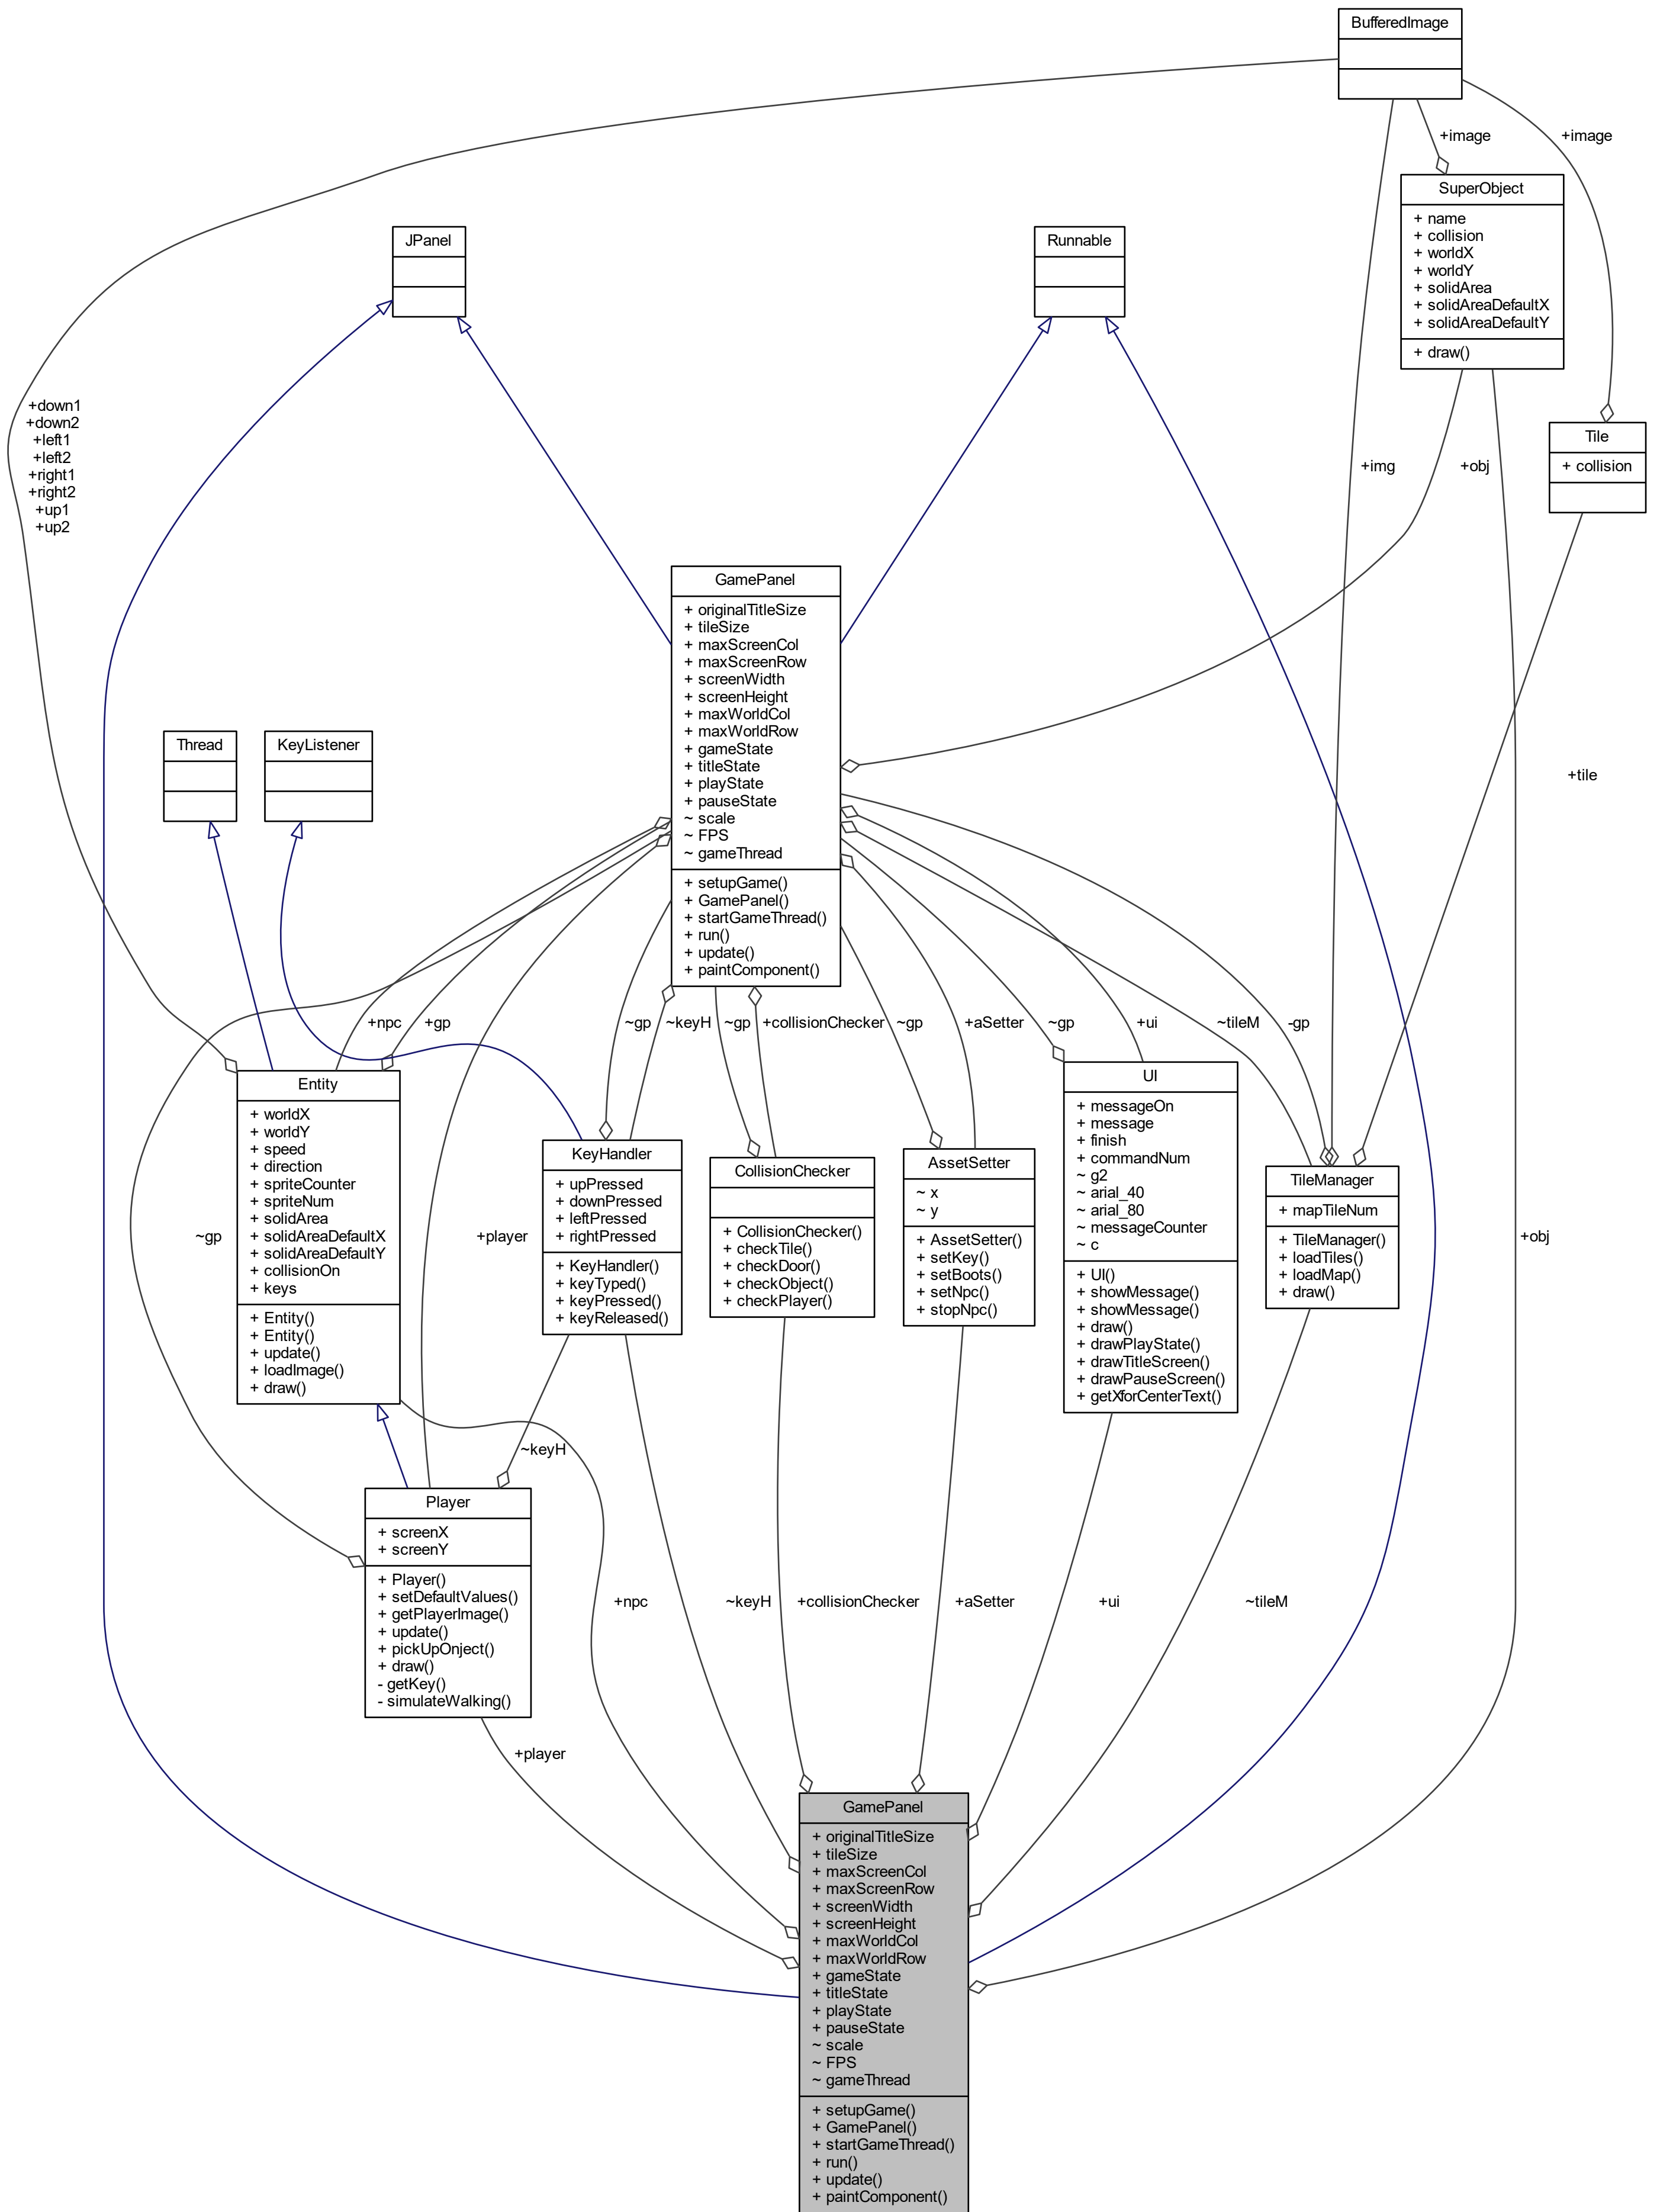 BufferedImage
+image
+image
SuperObject
+ name
+ collision
+ worldX
+ worldY
+ solidArea
+ solidAreaDefaultX
+ solidAreaDefaultY
+ draw()
JPanel
Runnable
+down1
+down2
+left1
+left2
+right1
+right2
+up1
+up2
+img
+obj
Tile
+ collision
GamePanel
+ originalTitleSize
+ tileSize
+ maxScreenCol
+ maxScreenRow
+ screenWidth
+ screenHeight
+ maxWorldCol
+ maxWorldRow
+ gameState
+ titleState
+ playState
+ pauseState
~ scale
~ FPS
~ gameThread
+ setupGame()
+ GamePanel()
+ startGameThread()
+ run()
+ update()
+ paintComponent()
Thread
KeyListener
+tile
+npc
+gp
~gp
~keyH
~gp
+collisionChecker
~gp
+aSetter
~gp
+ui
~tileM
-gp
Entity
+ worldX
+ worldY
+ speed
+ direction
+ spriteCounter
+ spriteNum
+ solidArea
+ solidAreaDefaultX
+ solidAreaDefaultY
+ collisionOn
+ keys
+ Entity()
+ Entity()
+ update()
+ loadImage()
+ draw()
~gp
+player
KeyHandler
+ upPressed
+ downPressed
+ leftPressed
+ rightPressed
+ KeyHandler()
+ keyTyped()
+ keyPressed()
+ keyReleased()
CollisionChecker
+ CollisionChecker()
+ checkTile()
+ checkDoor()
+ checkObject()
+ checkPlayer()
AssetSetter
~ x
~ y
+ AssetSetter()
+ setKey()
+ setBoots()
+ setNpc()
+ stopNpc()
UI
+ messageOn
+ message
+ finish
+ commandNum
~ g2
~ arial_40
~ arial_80
~ messageCounter
~ c
+ UI()
+ showMessage()
+ showMessage()
+ draw()
+ drawPlayState()
+ drawTitleScreen()
+ drawPauseScreen()
+ getXforCenterText()
TileManager
+ mapTileNum
+ TileManager()
+ loadTiles()
+ loadMap()
+ draw()
+obj
~keyH
Player
+ screenX
+ screenY
+ Player()
+ setDefaultValues()
+ getPlayerImage()
+ update()
+ pickUpOnject()
+ draw()
- getKey()
- simulateWalking()
+npc
~keyH
+collisionChecker
+aSetter
+ui
~tileM
+player
GamePanel
+ originalTitleSize
+ tileSize
+ maxScreenCol
+ maxScreenRow
+ screenWidth
+ screenHeight
+ maxWorldCol
+ maxWorldRow
+ gameState
+ titleState
+ playState
+ pauseState
~ scale
~ FPS
~ gameThread
+ setupGame()
+ GamePanel()
+ startGameThread()
+ run()
+ update()
+ paintComponent()